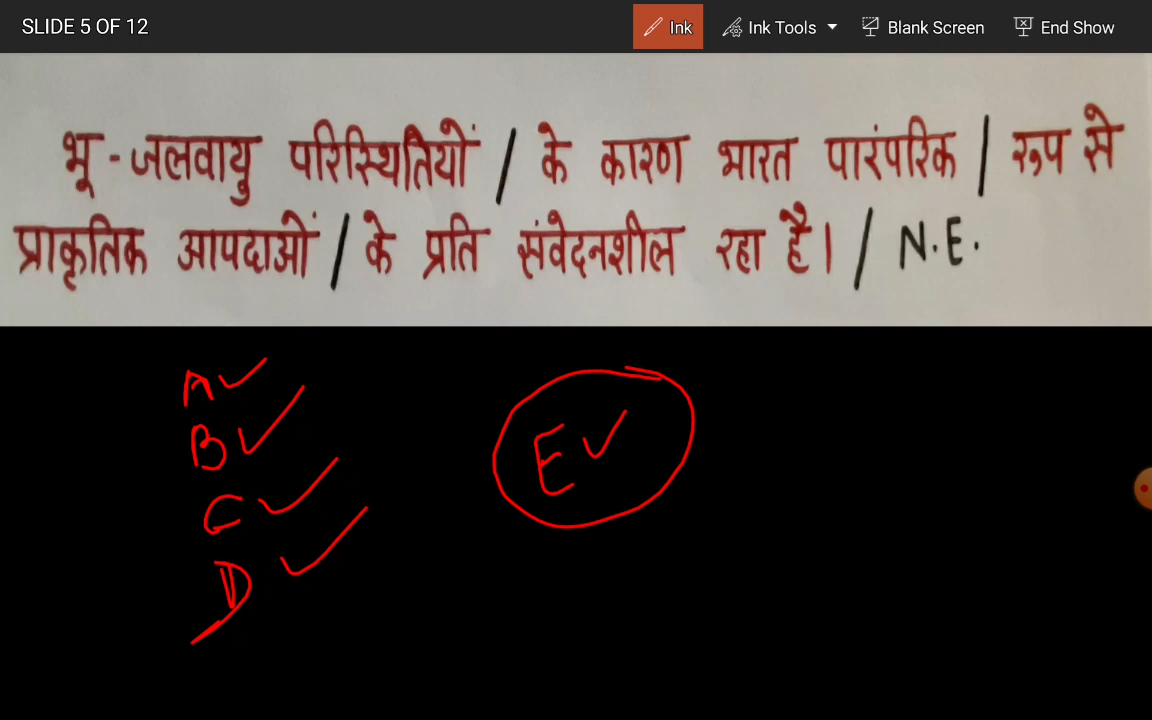 SLIDE 5 OF 12
Ink
Ink Tools
Blank Screen
End Show
भू-जलवायु परिस्थितियों / के कारण भारत पारंपरिक / रूप से
प्राकृतिक आपदाओं / के प्रति संवेदनशील रहा है। / N.E.
A
B
C
D
E